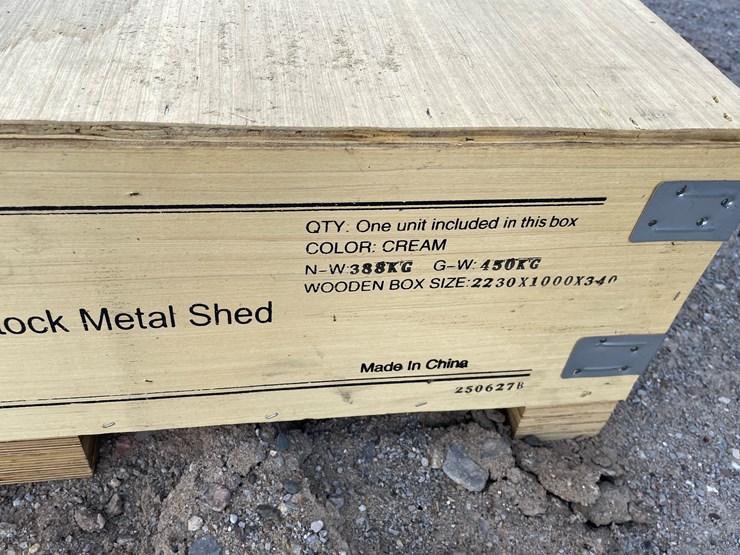 QTY: One unit included in this box
COLOR: CREAM
N-W:388KG G-W: 450KG
WOODEN BOX SIZE:2230X1000X340
Metal Shed
Made In China
250627B